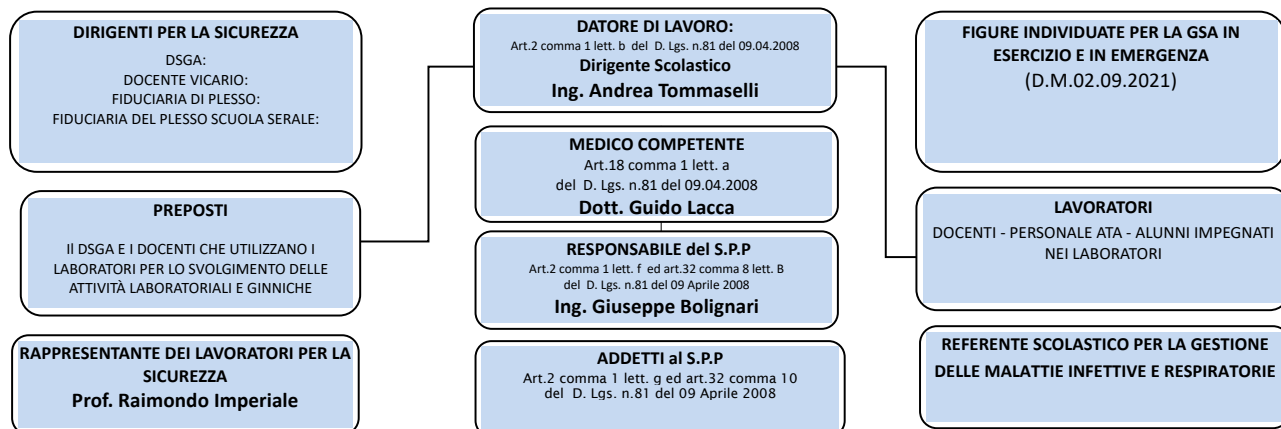 DIRIGENTI PER LA SICUREZZA
DSGA:
DOCENTE VICARIO:
FIDUCIARIA DI PLESSO:
FIDUCIARIA DEL PLESSO SCUOLA SERALE:
PREPOSTI
Il DSGA E I DOCENTI CHE UTILIZZANO I
LABORATORI PER LO SVOLGIMENTO DELLE
ATTIVITÀ LABORATORIALI E GINNICHE
RAPPRESENTANTE DEI LAVORATORI PER LA
SICUREZZA
Prof. Raimondo Imperiale
DATORE DI LAVORO:
Art.2 comma 1 lett. b del D. Lgs. n.81 del 09.04.2008
Dirigente Scolastico
Ing. Andrea Tommaselli
MEDICO COMPETENTE
Art.18 comma 1 lett. a
del D. Lgs. n.81 del 09.04.2008
Dott. Guido Lacca
RESPONSABILE del S.P.P
Art.2 comma 1 lett. f ed art.32 comma 8 lett. B
del D. Lgs. n.81 del 09 Aprile 2008
Ing. Giuseppe Bolignari
ADDETTI al S.P.P
Art.2 comma 1 lett. g ed art.32 comma 10
del D. Lgs. n.81 del 09 Aprile 2008
FIGURE INDIVIDUATE PER LA GSA IN
ESERCIZIO E IN EMERGENZA
(D.M.02.09.2021)
LAVORATORI
DOCENTI - PERSONALE ATA - ALUNNI IMPEGNATI
NEI LABORATORI
REFERENTE SCOLASTICO PER LA GESTIONE
DELLE MALATTIE INFETTIVE E RESPIRATORIE